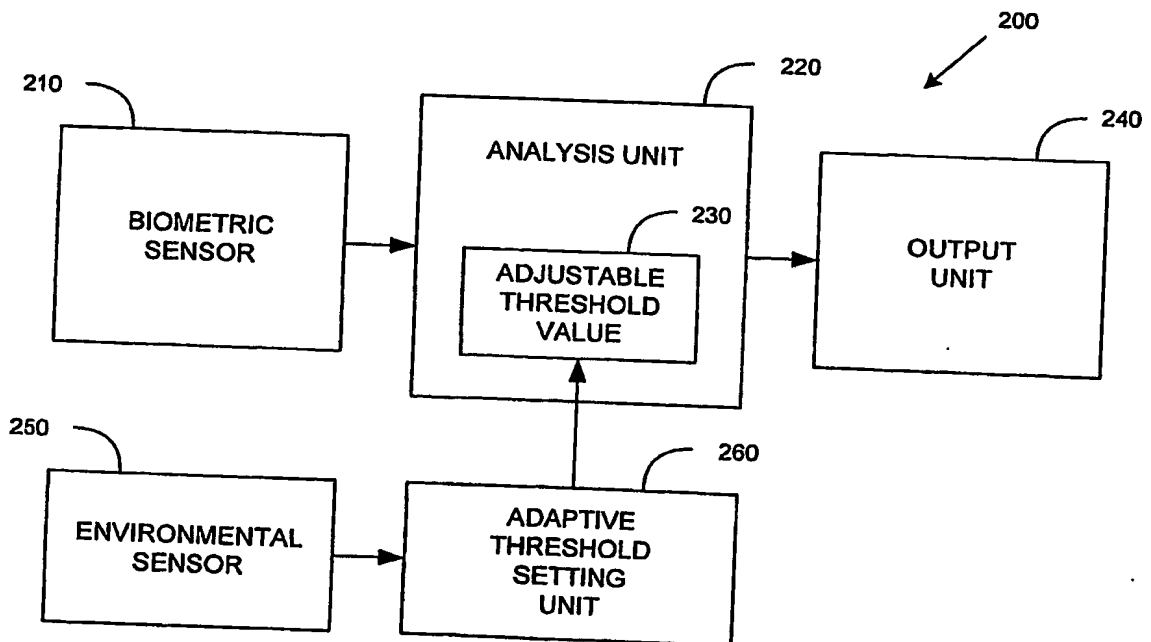 200
210
220
240
BIOMETRIC
SENSOR
ANALYSIS UNIT
230
ADJUSTABLE
THRESHOLD
VALUE
OUTPUT
UNIT
250
260
ENVIRONMENTAL
SENSOR
ADAPTIVE
THRESHOLD
SETTING
UNIT